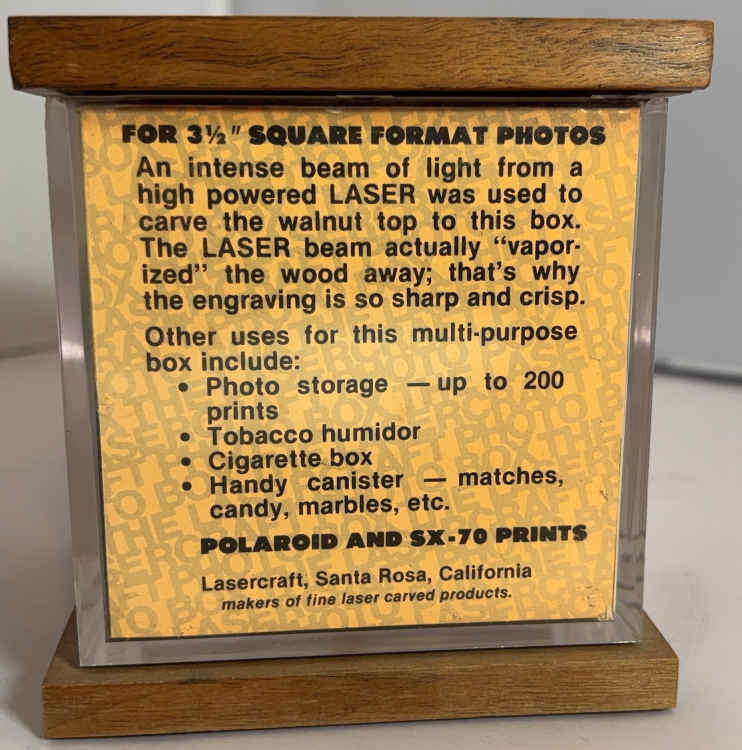 FOR 3½" SQUARE FORMAT PHOTOS
An intense beam of light from a
high powered LASER was used to
carve the walnut top to this box.
The LASER beam actually “vapor-
ized” the wood away; that's why
the engraving is so sharp and crisp.
Other uses for this multi-purpose
box include:
• Photo storage — up to 200
prints
• Tobacco humidor
• Cigarette box
• Handy canister — matches,
candy, marbles, etc.
POLAROID AND SX-70 PRINTS
Lasercraft, Santa Rosa, California
makers of fine laser carved products.